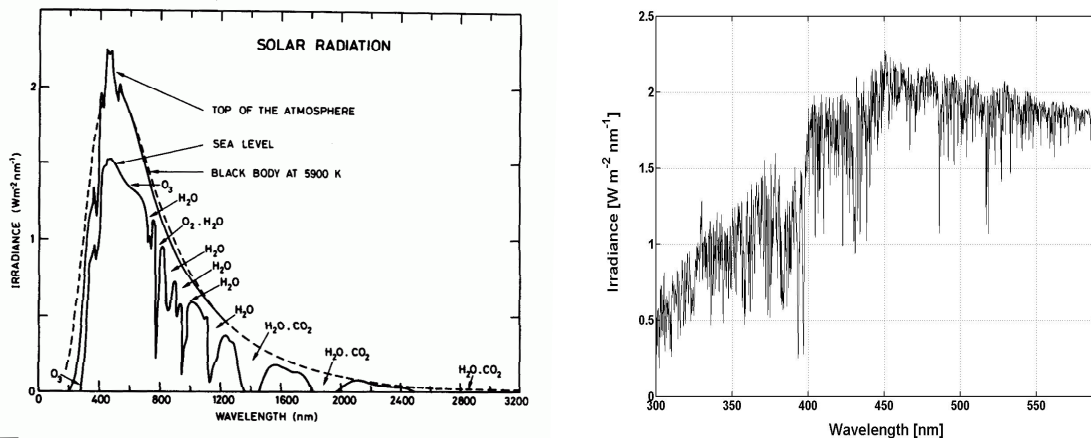 SOLAR RADIATION
TOP OF THE ATMOSPHERE
SEA LEVEL
BLACK BODY AT 5900 K
O3
H2O
O2 . H2O
H2O
H2O
H2O
H2O
H2O . CO2
H2O . CO2
H2O . CO2
O3
2
1
0
IRRADIANCE (Wm-2 nm-1)
0 400 800 1200 1600 2000 2400 2800 3200
WAVELENGTH (nm)
2.5
2
1.5
1
0.5
0
Irradiance [W m-2 nm-1]
300 350 400 450 500 550
Wavelength [nm]